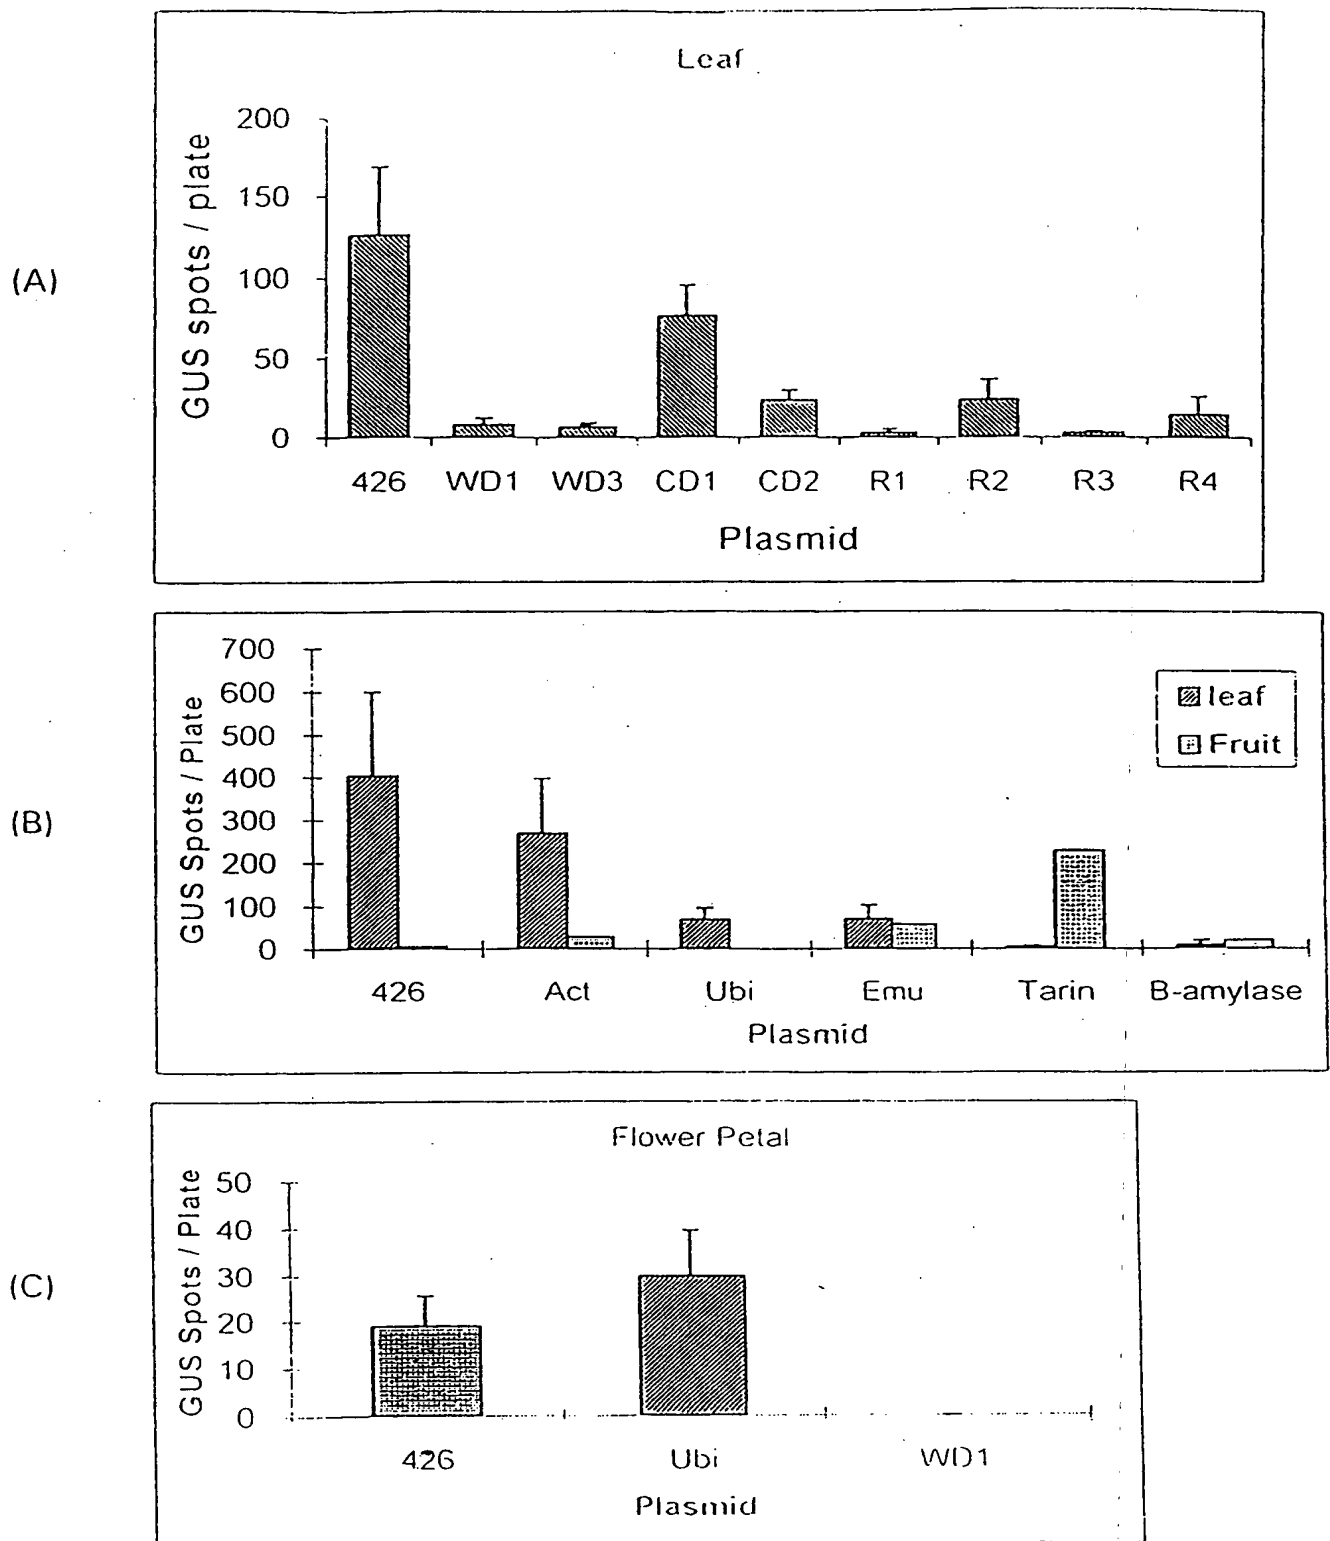 (A)
Leaf
GUS spots / plate
200
150
100
50
0
426 WD1 WD3 CD1 CD2 R1 R2 R3 R4
Plasmid
(B)
GUS Spots / Plate
700
600
500
400
300
200
100
0
leaf
Fruit
426 Act Ubi Emu Tarin B-amylase
Plasmid
(C)
Flower Petal
GUS Spots / Plate
50
40
30
20
10
0
426 Ubi WD1
Plasmid